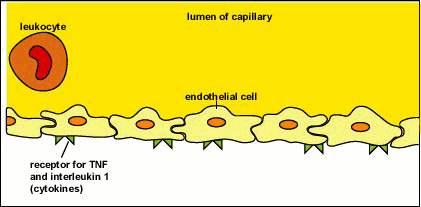 lumen of capillary
leukocyte
endothelial cell
receptor for TNF
and interleukin 1
(cytokines)